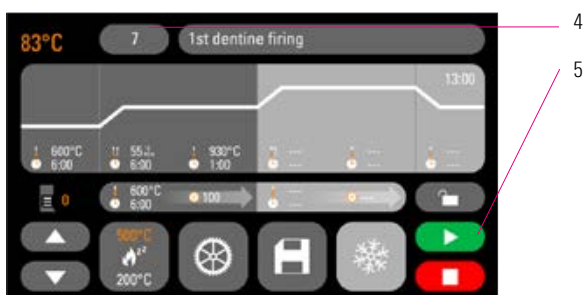 4
83°C 7 1st dentine firing
5
13:00
600°C 55 930°C --- --- ---
6:00 6:00 1:00 --- --- ---
0 600°C 100 --- ---
6:00 ---
500°C
zz
200°C